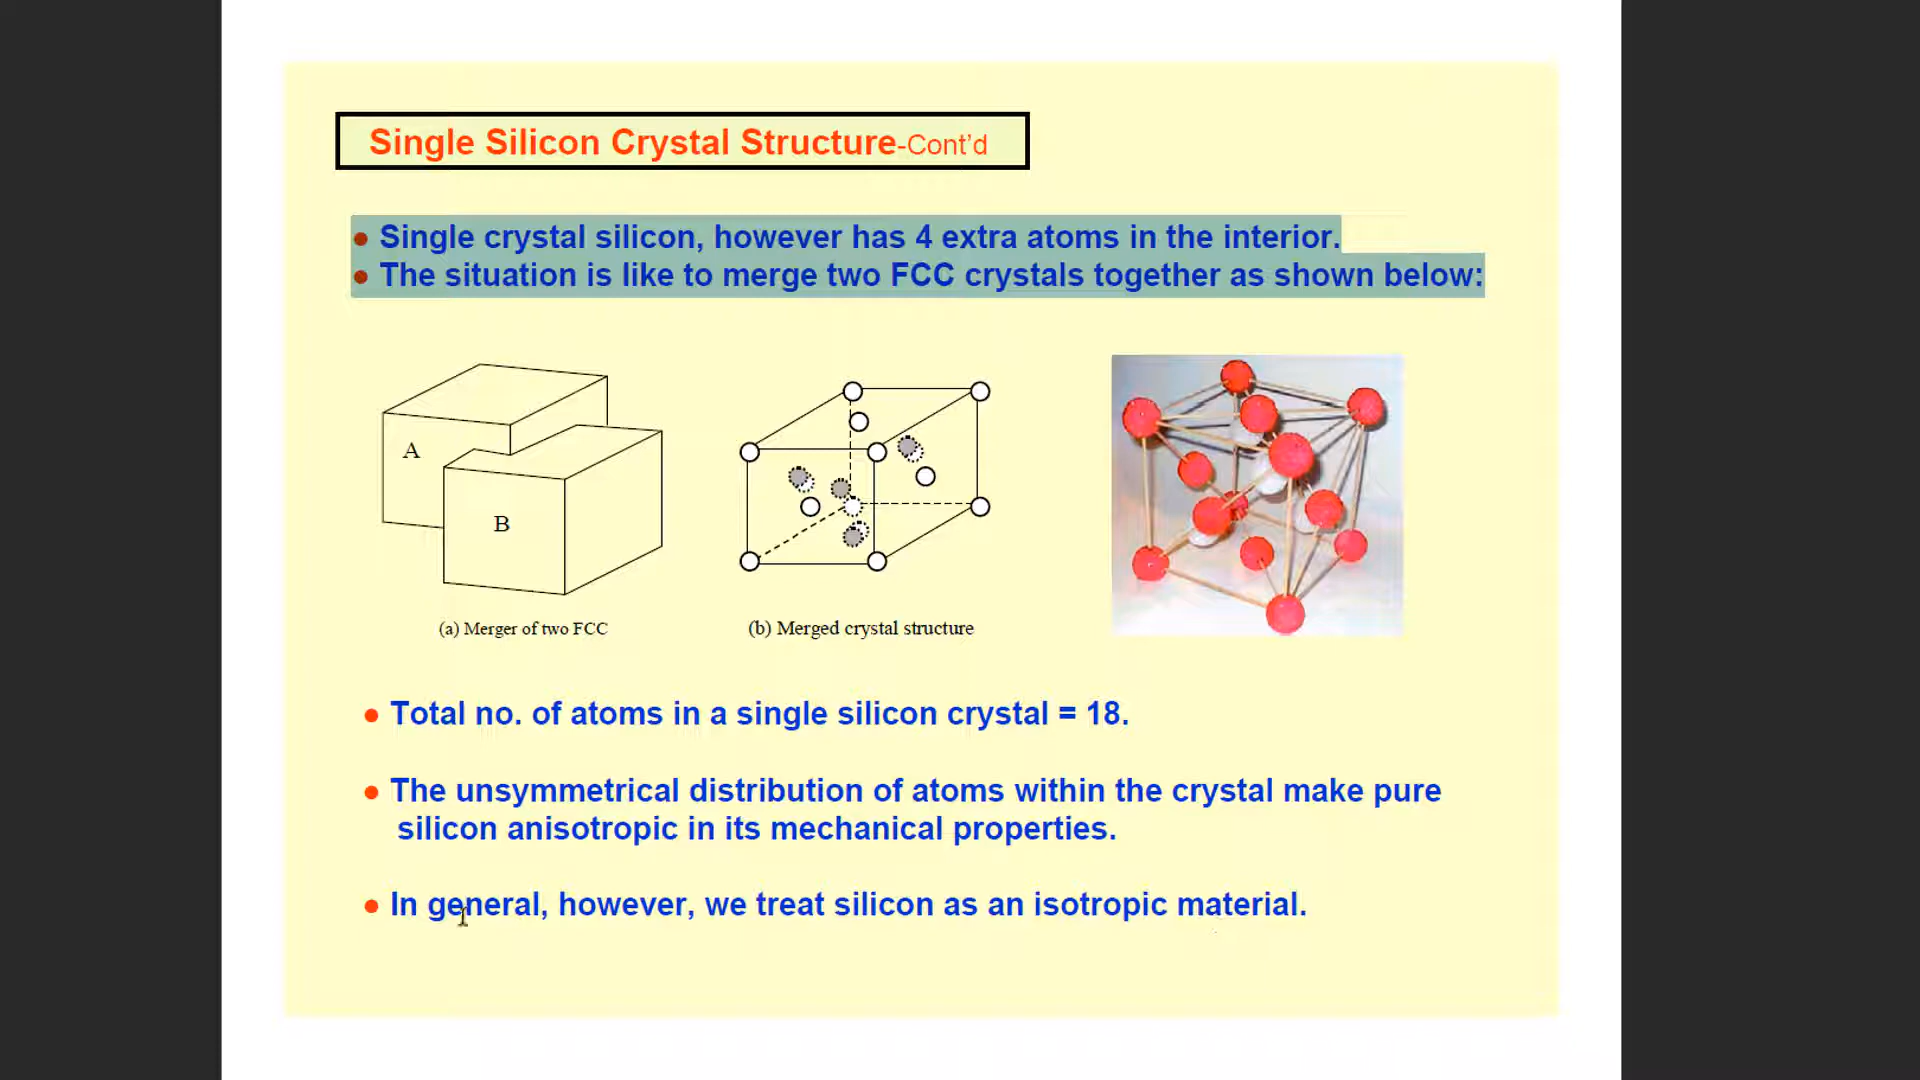 Single Silicon Crystal Structure-Cont’d
● Single crystal silicon, however has 4 extra atoms in the interior.
● The situation is like to merge two FCC crystals together as shown below:
A
B
(a) Merger of two FCC
(b) Merged crystal structure
● Total no. of atoms in a single silicon crystal = 18.
● The unsymmetrical distribution of atoms within the crystal make pure
silicon anisotropic in its mechanical properties.
● In general, however, we treat silicon as an isotropic material.